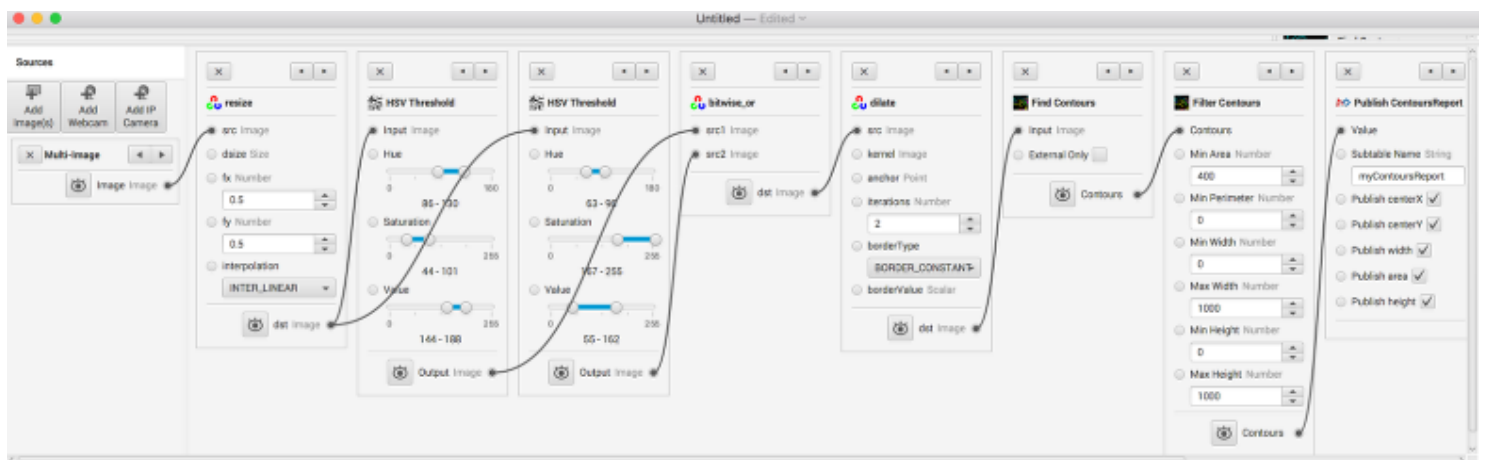 Untitled — Edited
Sources
Add Image(s)
Add Webcam
Add IP Camera
Multi-Image
Image Image
resize
src Image
dsize Size
fx Number
0.5
fy Number
0.5
interpolation
INTER_LINEAR
dst Image
HSV Threshold
Input Image
Hue
0 180
86 - 130
Saturation
0 255
44 - 101
Value
0 255
144 - 188
Output Image
HSV Threshold
Input Image
Hue
0 180
Saturation
0 255
167 - 255
Value
0 255
55 - 162
Output Image
bitwise_or
src1 Image
src2 Image
dst Image
dilate
src Image
kernel Image
anchor Point
iterations Number
2
borderType
BORDER_CONSTANT
borderValue Scalar
dst Image
Find Contours
Input Image
External Only
Contours
Filter Contours
Contours
Min Area Number
400
Min Perimeter Number
0
Min Width Number
0
Max Width Number
1000
Min Height Number
0
Max Height Number
1000
Contours
Publish ContoursReport
Value
Subtable Name String
myContoursReport
Publish centerX
Publish centerY
Publish width
Publish area
Publish height